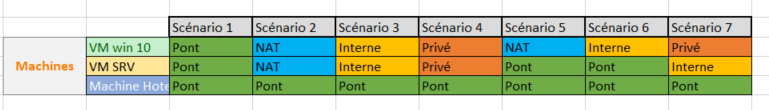 Scénario 1 Scénario 2 Scénario 3 Scénario 4 Scénario 5 Scénario 6 Scénario 7
Machines
VM win 10 Pont NAT Interne Privé NAT Interne Privé
VM SRV Pont NAT Interne Privé Pont Pont Interne
Machine Hote Pont Pont Pont Pont Pont Pont Pont